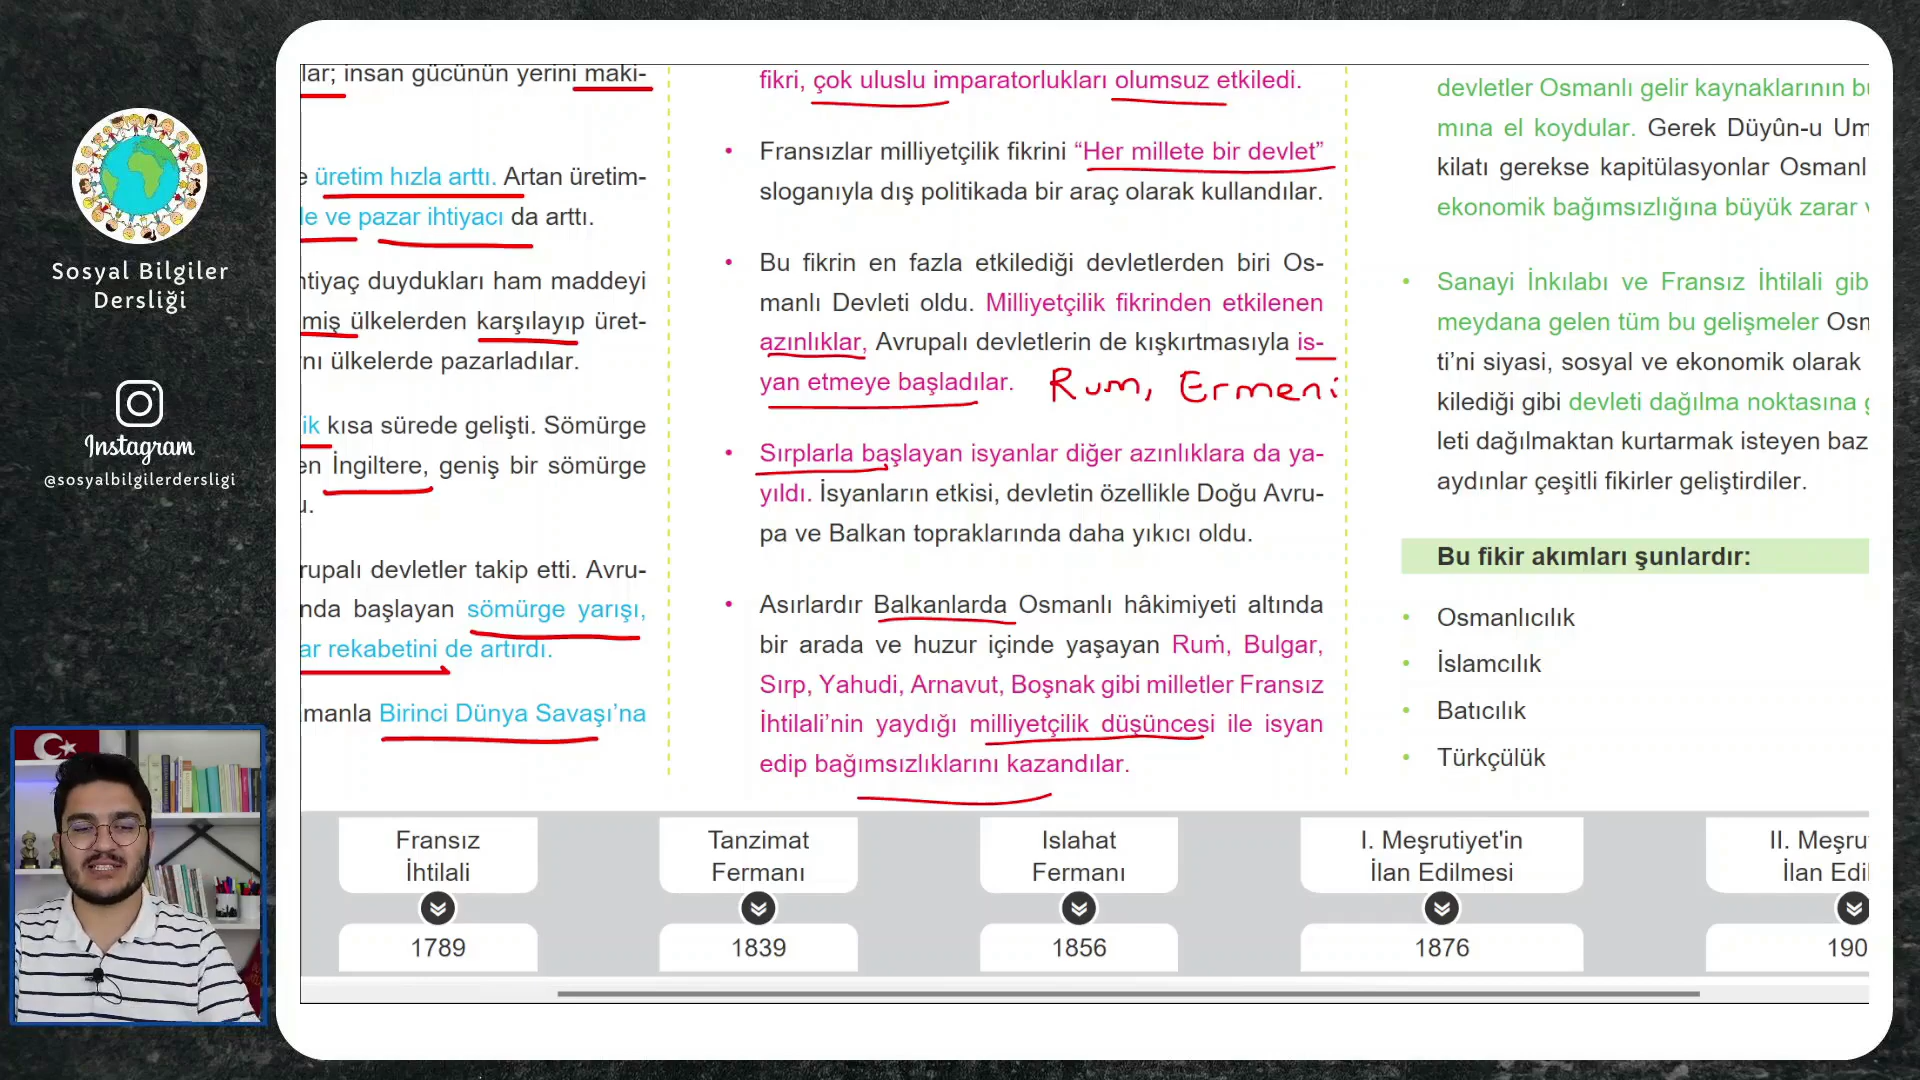 Sosyal Bilgiler
Dersliği
Instagram
@sosyalbilgilerdersligi
lar; insan gücünün yerini maki-
üretim hızla arttı. Artan üretim-
le ve pazar ihtiyacı da arttı.
htiyaç duydukları ham maddeyi
miş ülkelerden karşılayıp üret-
nı ülkelerde pazarladılar.
ik kısa sürede gelişti. Sömürge
en İngiltere, geniş bir sömürge
u.
rupalı devletler takip etti. Avru-
nda başlayan sömürge yarışı,
ar rekabetini de artırdı.
manla Birinci Dünya Savaşı’na
fikri, çok uluslu imparatorlukları olumsuz etkiledi.
• Fransızlar milliyetçilik fikrini “Her millete bir devlet”
sloganıyla dış politikada bir araç olarak kullandılar.
• Bu fikrin en fazla etkilediği devletlerden biri Os-
manlı Devleti oldu. Milliyetçilik fikrinden etkilenen
azınlıklar, Avrupalı devletlerin de kışkırtmasıyla is-
yan etmeye başladılar. Rum, Ermeni
• Sırplarla başlayan isyanlar diğer azınlıklara da ya-
yıldı. İsyanların etkisi, devletin özellikle Doğu Avru-
pa ve Balkan topraklarında daha yıkıcı oldu.
• Asırlardır Balkanlarda Osmanlı hâkimiyeti altında
bir arada ve huzur içinde yaşayan Rum, Bulgar,
Sırp, Yahudi, Arnavut, Boşnak gibi milletler Fransız
İhtilali’nin yaydığı milliyetçilik düşüncesi ile isyan
edip bağımsızlıklarını kazandılar.
devletler Osmanlı gelir kaynaklarının bü
mına el koydular. Gerek Düyûn-u Um
kilatı gerekse kapitülasyonlar Osmanl
ekonomik bağımsızlığına büyük zarar v
• Sanayi İnkılabı ve Fransız İhtilali gib
meydana gelen tüm bu gelişmeler Osm
ti’ni siyasi, sosyal ve ekonomik olarak
kilediği gibi devleti dağılma noktasına g
leti dağılmaktan kurtarmak isteyen baz
aydınlar çeşitli fikirler geliştirdiler.
Bu fikir akımları şunlardır:
• Osmanlıcılık
• İslamcılık
• Batıcılık
• Türkçülük
Fransız
İhtilali
1789
Tanzimat
Fermanı
1839
Islahat
Fermanı
1856
I. Meşrutiyet'in
İlan Edilmesi
1876
II. Meşru
İlan Edil
190